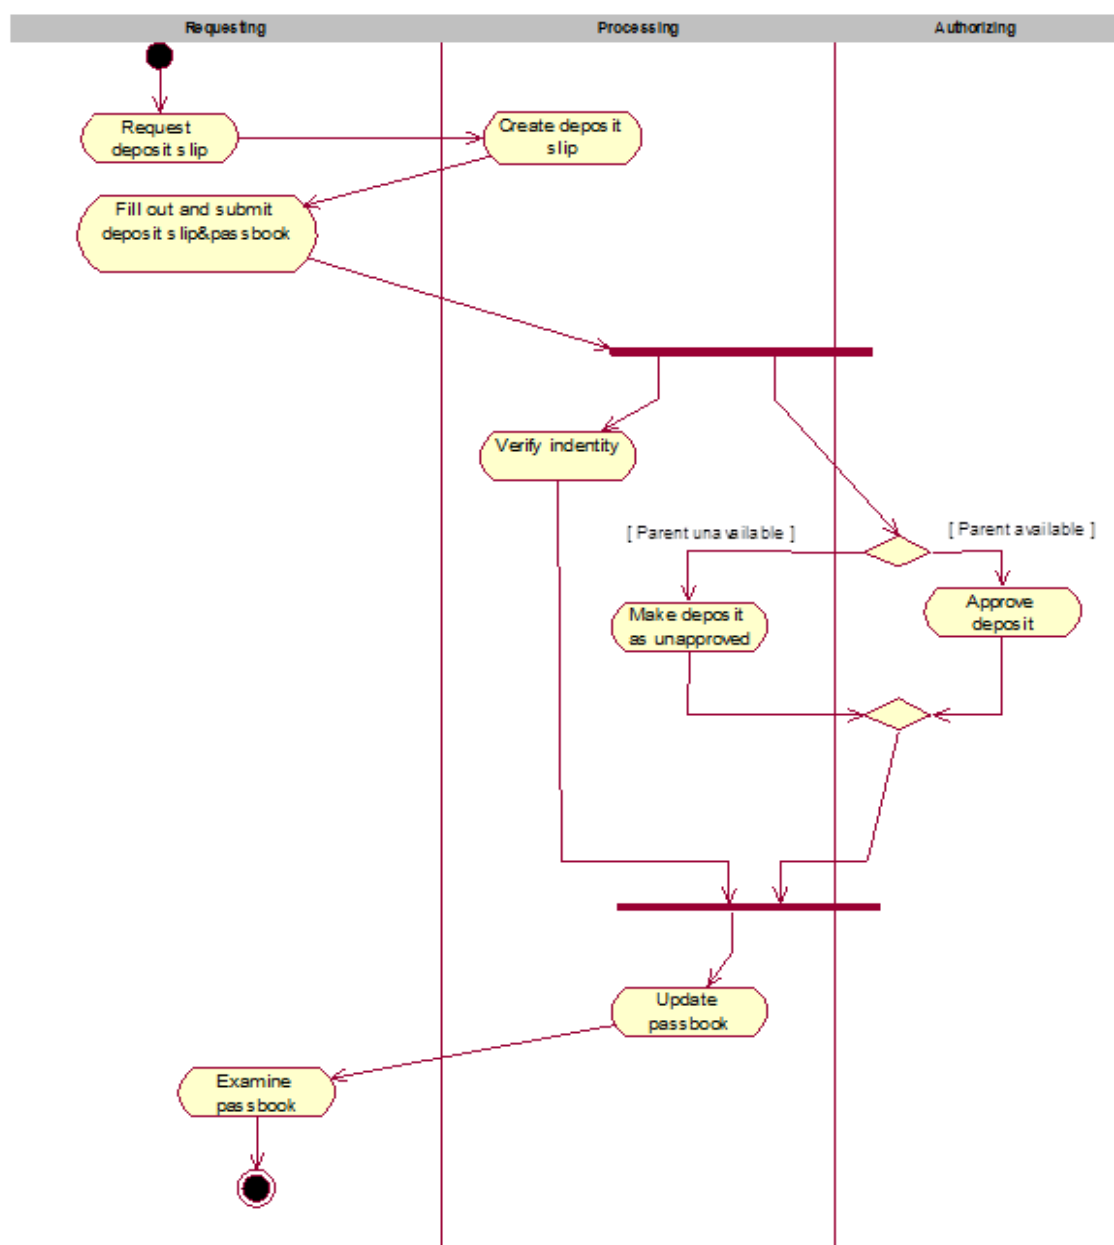 Requesting
Processing
Authorizing
Request
deposit slip
Create deposit
slip
Fill out and submit
deposit slip&passbook
Verify indentity
[ Parent unavailable ]
[ Parent available ]
Make deposit
as unapproved
Approve
deposit
Update
passbook
Examine
passbook